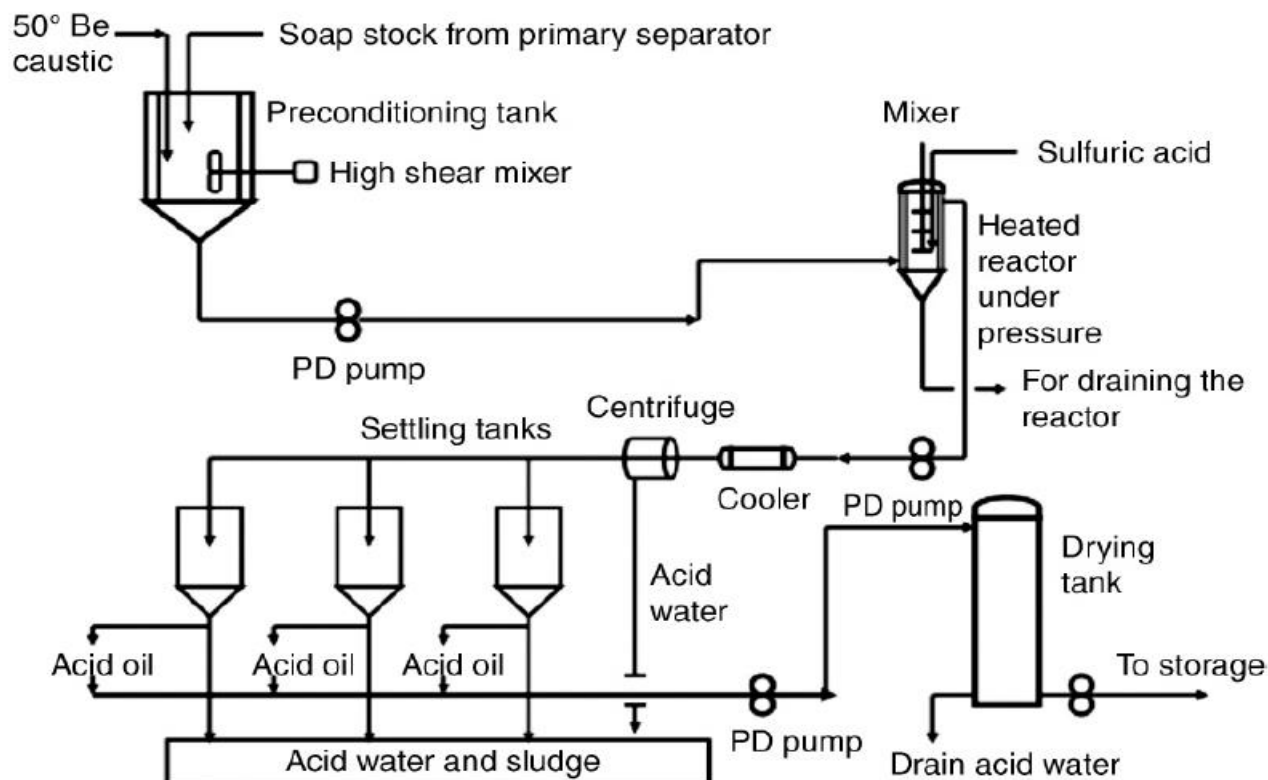 50° Be
caustic
Soap stock from primary separator
Preconditioning tank
High shear mixer
Mixer
Sulfuric acid
Heated
reactor
under
pressure
PD pump
For draining the
reactor
Centrifuge
Settling tanks
Cooler
PD pump
Drying
tank
Acid
water
Acid oil
Acid oil
Acid oil
To storage
PD pump
Acid water and sludge
Drain acid water